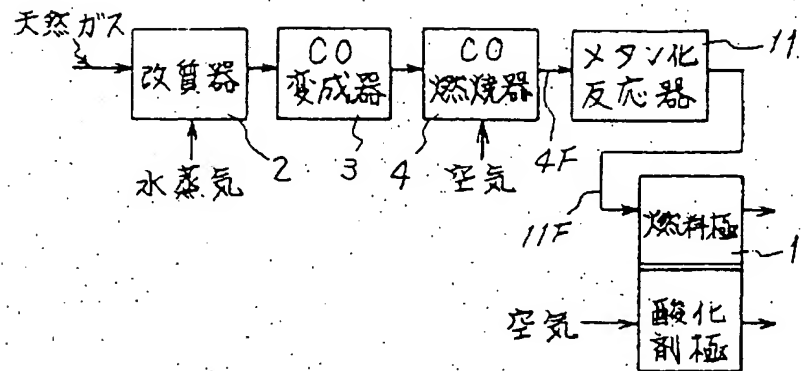 天然ガス
改質器
CO
変成器
CO
燃焼器
メタン化
反応器
11
水蒸気
2
3
4
空気
4F
11F
燃料極
1
空気
酸化
剤極